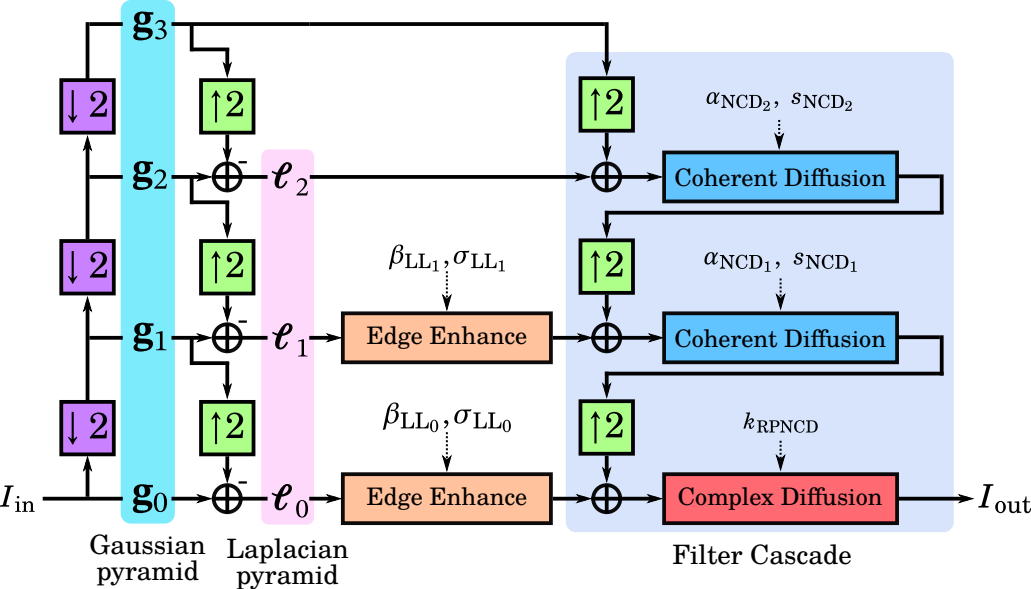 g₃
↓2
↑2
↑2
α_NCD₂, s_NCD₂
g₂
-
ℓ₂
Coherent Diffusion
↓2
↑2
β_LL₁, σ_LL₁
↑2
α_NCD₁, s_NCD₁
g₁
-
ℓ₁
Edge Enhance
Coherent Diffusion
↓2
↑2
β_LL₀, σ_LL₀
↑2
k_RPNCD
I_in
g₀
-
ℓ₀
Edge Enhance
Complex Diffusion
I_out
Gaussian
pyramid
Laplacian
pyramid
Filter Cascade